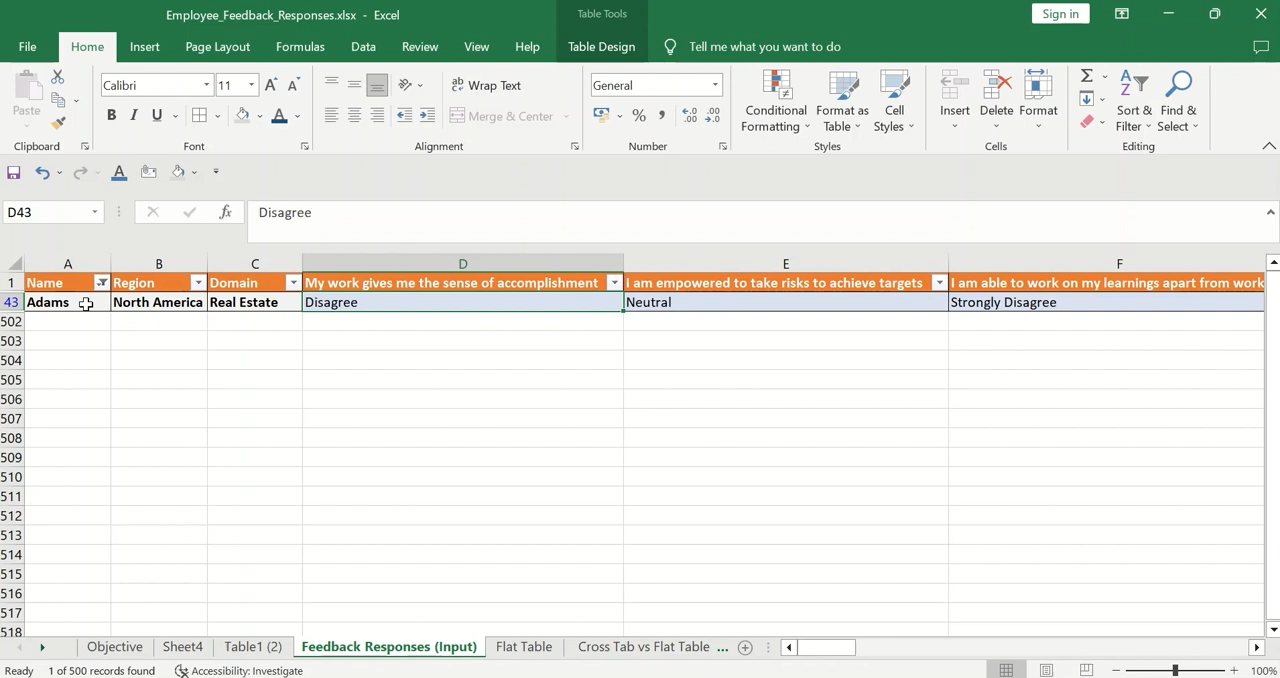 Employee_Feedback_Responses.xlsx - Excel
Table Tools
Sign in
File Home Insert Page Layout Formulas Data Review View Help Table Design Tell me what you want to do
Paste
Calibri 11
Wrap Text
General
Merge & Center
Conditional Formatting
Format as Table
Cell Styles
Insert Delete Format
Sort & Filter
Find & Select
Clipboard Font Alignment Number Styles Cells Editing
D43 Disagree
A B C D E F
1 Name Region Domain My work gives me the sense of accomplishment I am empowered to take risks to achieve targets I am able to work on my learnings apart from work
43 Adams North America Real Estate Disagree Neutral Strongly Disagree
502
503
504
505
506
507
508
509
510
511
512
513
514
515
516
517
518
Objective Sheet4 Table1 (2) Feedback Responses (Input) Flat Table Cross Tab vs Flat Table ...
Ready 1 of 500 records found Accessibility: Investigate 100%